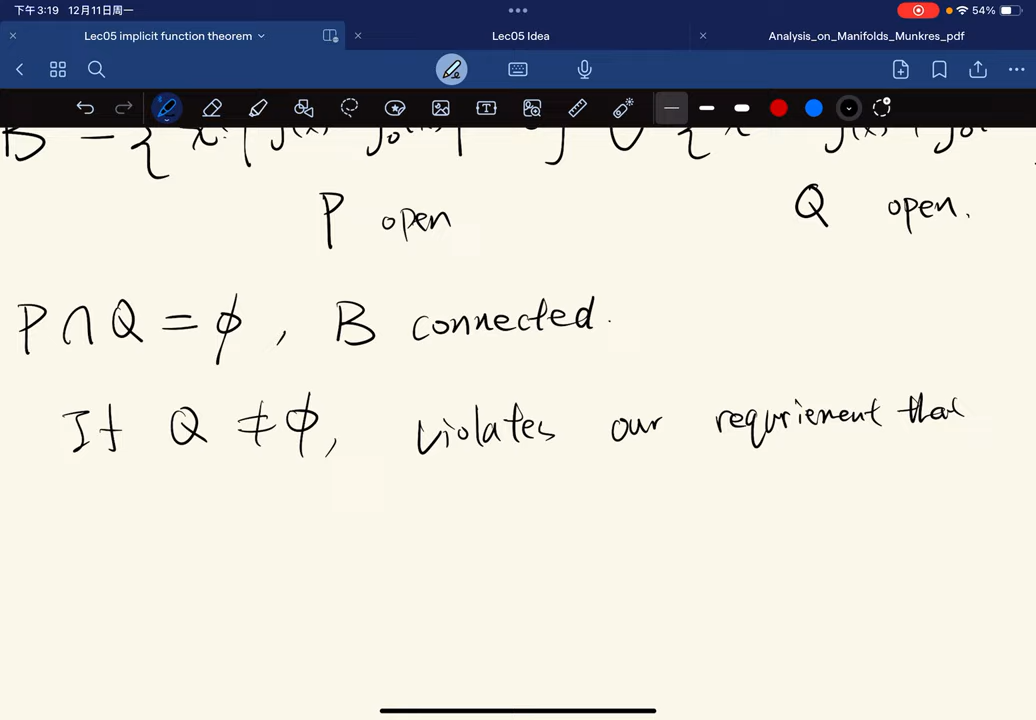 下午3:19 12月11日周一
54%
Lec05 implicit function theorem
Lec05 Idea
Analysis_on_Manifolds_Munkres_pdf
B = {x:
P open
Q open.
P ∩ Q = ϕ, B connected.
If Q ≠ ϕ, violates our requriement that